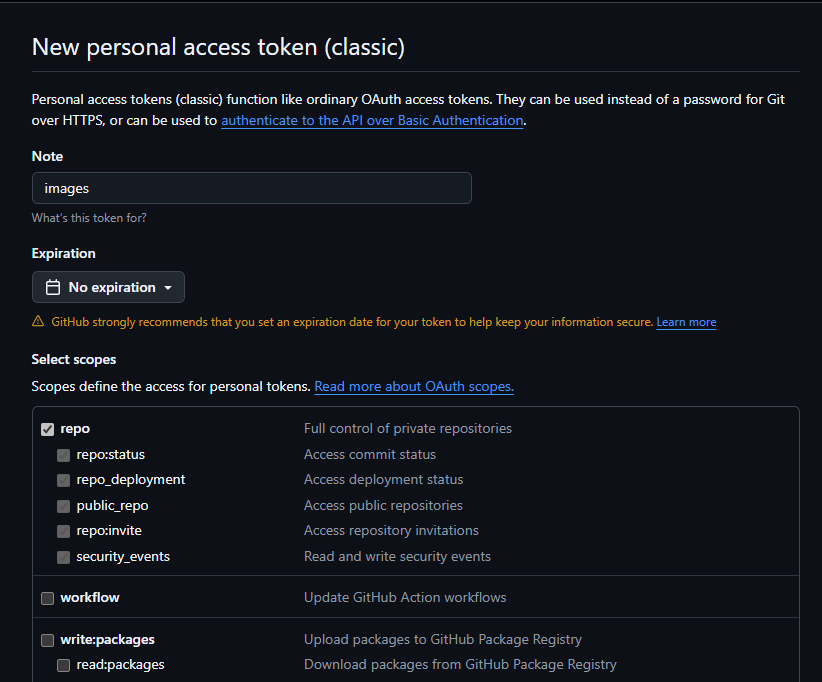 New personal access token (classic)
Personal access tokens (classic) function like ordinary OAuth access tokens. They can be used instead of a password for Git
over HTTPS, or can be used to authenticate to the API over Basic Authentication.
Note
images
What's this token for?
Expiration
No expiration
GitHub strongly recommends that you set an expiration date for your token to help keep your information secure. Learn more
Select scopes
Scopes define the access for personal tokens. Read more about OAuth scopes.
repo Full control of private repositories
repo:status Access commit status
repo_deployment Access deployment status
public_repo Access public repositories
repo:invite Access repository invitations
security_events Read and write security events
workflow Update GitHub Action workflows
write:packages Upload packages to GitHub Package Registry
read:packages Download packages from GitHub Package Registry